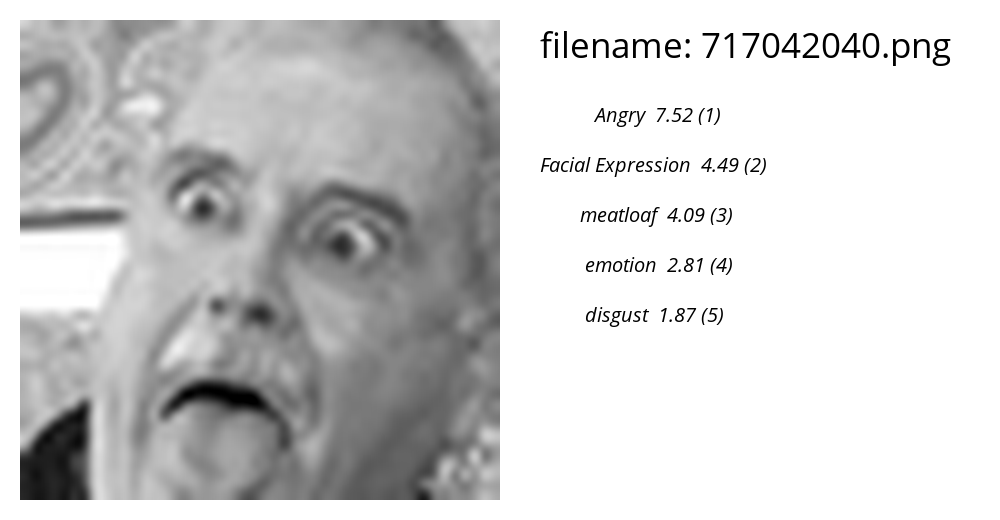 filename: 717042040.png
Angry 7.52 (1)
Facial Expression 4.49 (2)
meatloaf 4.09 (3)
emotion 2.81 (4)
disgust 1.87 (5)